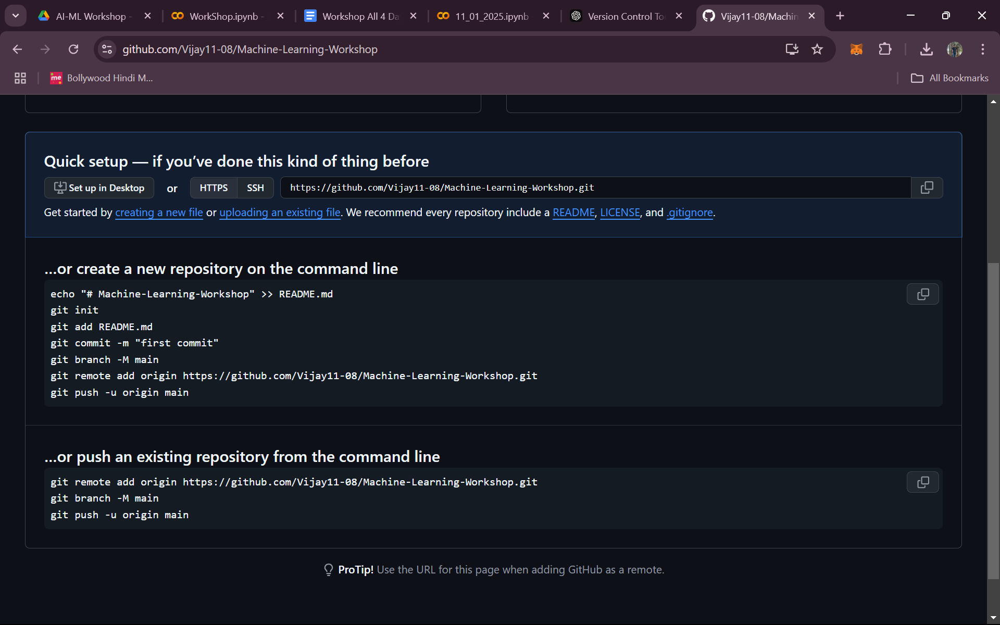 AI-ML Workshop -
WorkShop.ipynb -
Workshop All 4 Da
11_01_2025.ipynb
Version Control To
Vijay11-08/Machin
github.com/Vijay11-08/Machine-Learning-Workshop
me
Bollywood Hindi M...
All Bookmarks
Quick setup — if you’ve done this kind of thing before
Set up in Desktop or HTTPS SSH https://github.com/Vijay11-08/Machine-Learning-Workshop.git
Get started by creating a new file or uploading an existing file. We recommend every repository include a README, LICENSE, and .gitignore.
…or create a new repository on the command line
echo "# Machine-Learning-Workshop" >> README.md
git init
git add README.md
git commit -m "first commit"
git branch -M main
git remote add origin https://github.com/Vijay11-08/Machine-Learning-Workshop.git
git push -u origin main
…or push an existing repository from the command line
git remote add origin https://github.com/Vijay11-08/Machine-Learning-Workshop.git
git branch -M main
git push -u origin main
ProTip! Use the URL for this page when adding GitHub as a remote.